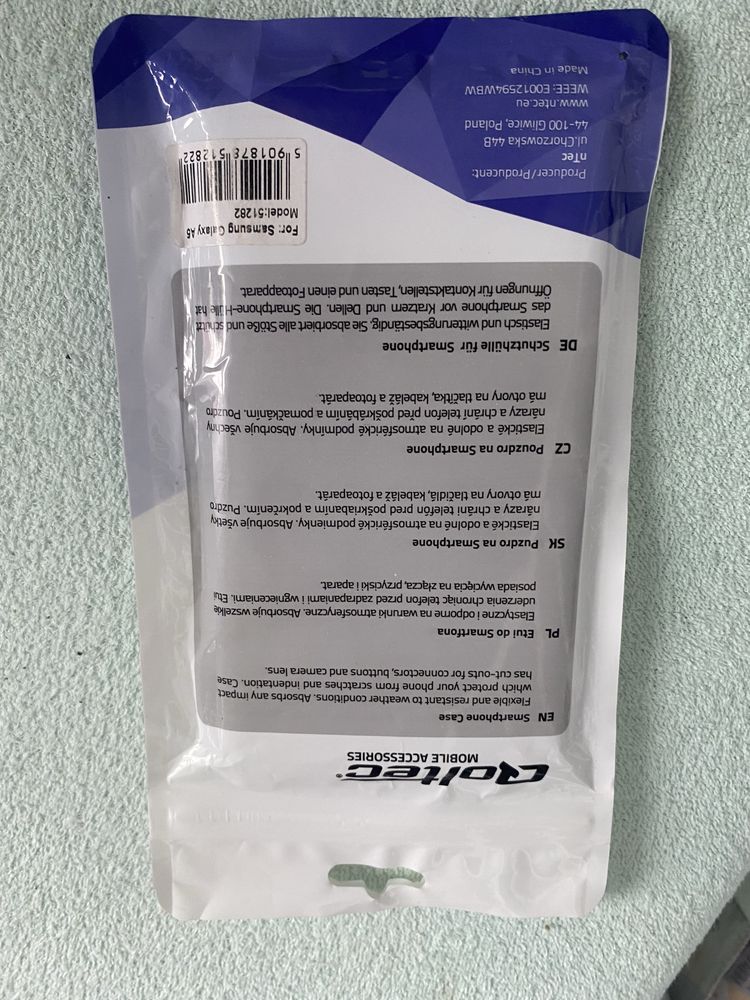 Qoltec®
MOBILE ACCESSORIES
EN Smartphone Case
Flexible and resistant to weather conditions. Absorbs any impact
which protect your phone from scratches and indentation. Case
has cut-outs for connectors, buttons and camera lens.
PL Etui do Smartfona
Elastyczne i odporne na warunki atmosferyczne. Absorbuje wszelkie
uderzenia chroniąc telefon przed zadrapaniami i wgnieceniami. Etui
posiada wycięcia na złącza, przyciski i aparat.
SK Puzdro na Smartphone
Elastické a odolné na atmosférické podmienky. Absorbuje všetky
nárazy a chráni telefón pred poškriabaním a pokrčením. Puzdro
má otvory na tlačidlá, kabeláž a fotoaparát.
CZ Pouzdro na Smartphone
Elastické a odolné na atmosférické podmínky. Absorbuje všechny
nárazy a chrání telefon před poškrábáním a pomačkáním. Pouzdro
má otvory na tlačítka, kabeláž a fotoaparát.
DE Schutzhülle für Smartphone
Elastisch und witterungsbeständig. Sie absorbiert alle Stöße und schützt
das Smartphone vor Kratzern und Dellen. Die Smartphone-Hülle hat
Öffnungen für Kontaktstellen, Tasten und einen Fotoapparat.
For: Samsung Galaxy A5
Model:51282
5 901878 512822
Producer/Producent:
nTec
ul.Chorzowska 44B
44-100 Gliwice, Poland
www.ntec.eu
WEEE: E0012594WBW
Made in China